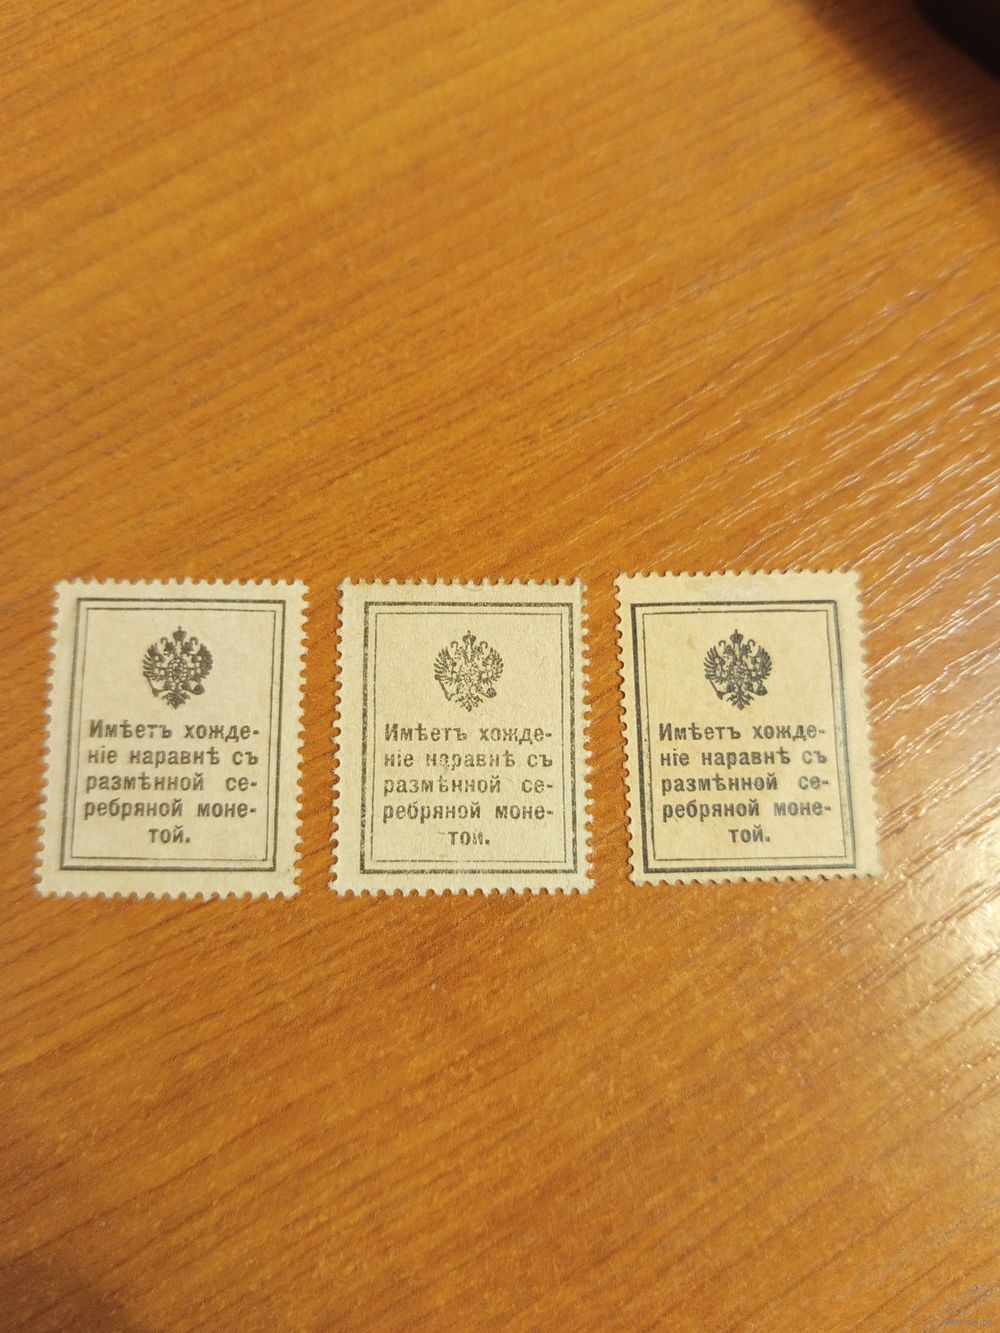 Имѣетъ хожде-
нiе наравнѣ съ
размѣнной се-
ребряной моне-
той.
Имѣетъ хожде-
нiе наравнѣ съ
размѣнной се-
ребряной моне-
той.
Имѣетъ хожде-
нiе наравнѣ съ
размѣнной се-
ребряной моне-
той.